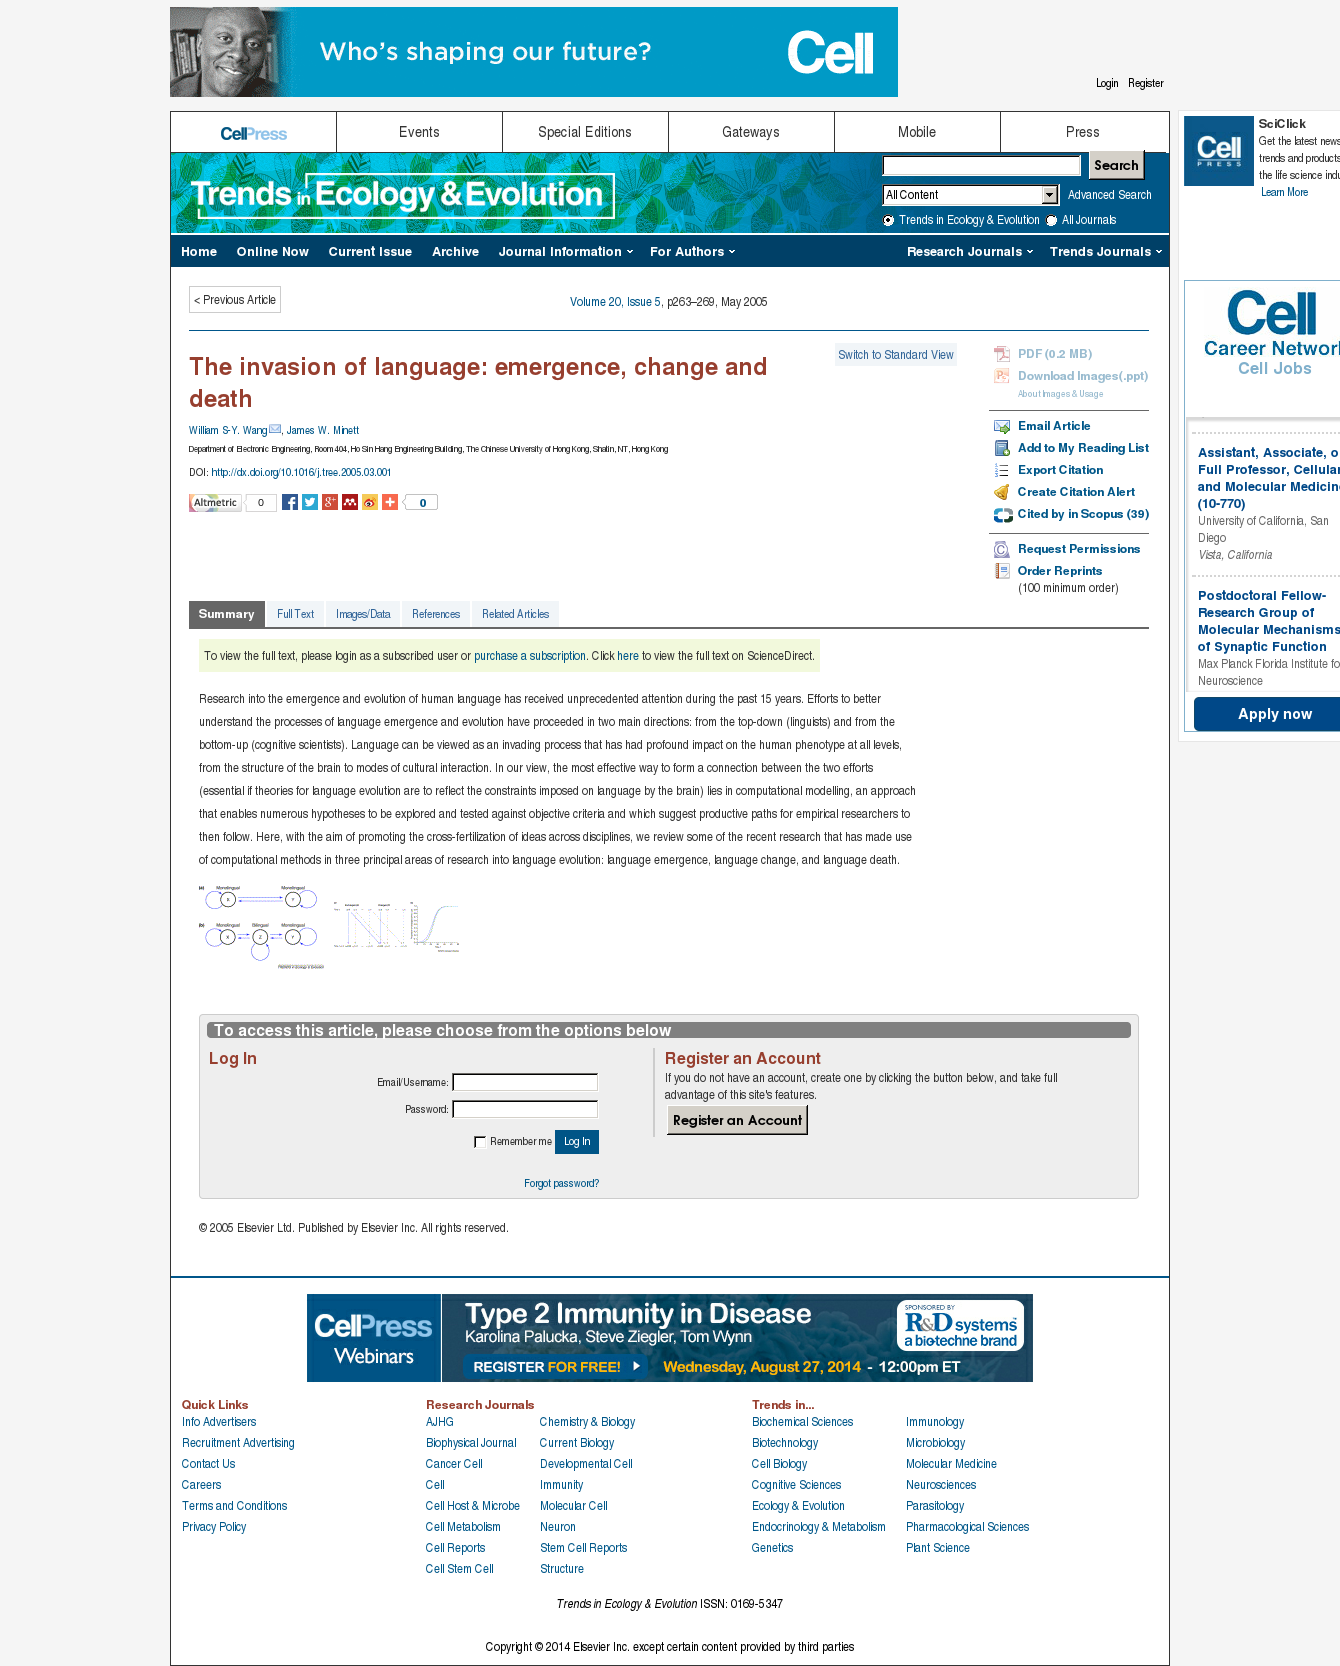 Who's shaping our future?
Cell
Login Register
CellPress
Events
Special Editions
Gateways
Mobile
Press
Trends in Ecology & Evolution
Search
All Content
Advanced Search
Trends in Ecology & Evolution All Journals
Home Online Now Current Issue Archive Journal Information For Authors Research Journals Trends Journals
< Previous Article
Volume 20, Issue 5, p263–269, May 2005
The invasion of language: emergence, change and
death
Switch to Standard View
William S-Y. Wang, James W. Minett
Department of Electronic Engineering, Room 404, Ho Sin Hang Engineering Building, The Chinese University of Hong Kong, Shatin, NT, Hong Kong
DOI: http://dx.doi.org/10.1016/j.tree.2005.03.001
Altmetric 0
0
PDF (0.2 MB)
Download Images(.ppt)
About Images & Usage
Email Article
Add to My Reading List
Export Citation
Create Citation Alert
Cited by in Scopus (39)
Request Permissions
Order Reprints
(100 minimum order)
Summary Full Text Images/Data References Related Articles
To view the full text, please login as a subscribed user or purchase a subscription. Click here to view the full text on ScienceDirect.
Research into the emergence and evolution of human language has received unprecedented attention during the past 15 years. Efforts to better
understand the processes of language emergence and evolution have proceeded in two main directions: from the top-down (linguists) and from the
bottom-up (cognitive scientists). Language can be viewed as an invading process that has had profound impact on the human phenotype at all levels,
from the structure of the brain to modes of cultural interaction. In our view, the most effective way to form a connection between the two efforts
(essential if theories for language evolution are to reflect the constraints imposed on language by the brain) lies in computational modelling, an approach
that enables numerous hypotheses to be explored and tested against objective criteria and which suggest productive paths for empirical researchers to
then follow. Here, with the aim of promoting the cross-fertilization of ideas across disciplines, we review some of the recent research that has made use
of computational methods in three principal areas of research into language evolution: language emergence, language change, and language death.
(a) Monolingual Monolingual
X Y
(b) Monolingual Bilingual Monolingual
X Z Y
TRENDS in Ecology & Evolution
To access this article, please choose from the options below
Log In
Email/Username:
Password:
Remember me Log In
Forgot password?
Register an Account
If you do not have an account, create one by clicking the button below, and take full
advantage of this site's features.
Register an Account
© 2005 Elsevier Ltd. Published by Elsevier Inc. All rights reserved.
CellPress
Webinars
Type 2 Immunity in Disease
Karolina Palucka, Steve Ziegler, Tom Wynn
REGISTER FOR FREE! Wednesday, August 27, 2014 - 12:00pm ET
SPONSORED BY
R&D systems
a biotechne brand
Quick Links
Info Advertisers
Recruitment Advertising
Contact Us
Careers
Terms and Conditions
Privacy Policy
Research Journals
AJHG
Biophysical Journal
Cancer Cell
Cell
Cell Host & Microbe
Cell Metabolism
Cell Reports
Cell Stem Cell
Chemistry & Biology
Current Biology
Developmental Cell
Immunity
Molecular Cell
Neuron
Stem Cell Reports
Structure
Trends in...
Biochemical Sciences
Biotechnology
Cell Biology
Cognitive Sciences
Ecology & Evolution
Endocrinology & Metabolism
Genetics
Immunology
Microbiology
Molecular Medicine
Neurosciences
Parasitology
Pharmacological Sciences
Plant Science
Trends in Ecology & Evolution ISSN: 0169-5347
Copyright © 2014 Elsevier Inc. except certain content provided by third parties
Cell
PRESS
SciClick
Get the latest news
trends and products
the life science indu
Learn More
Cell
Career Network
Cell Jobs
Assistant, Associate, o
Full Professor, Cellular
and Molecular Medicine
(10-770)
University of California, San
Diego
Vista, California
Postdoctoral Fellow-
Research Group of
Molecular Mechanisms
of Synaptic Function
Max Planck Florida Institute fo
Neuroscience
Apply now